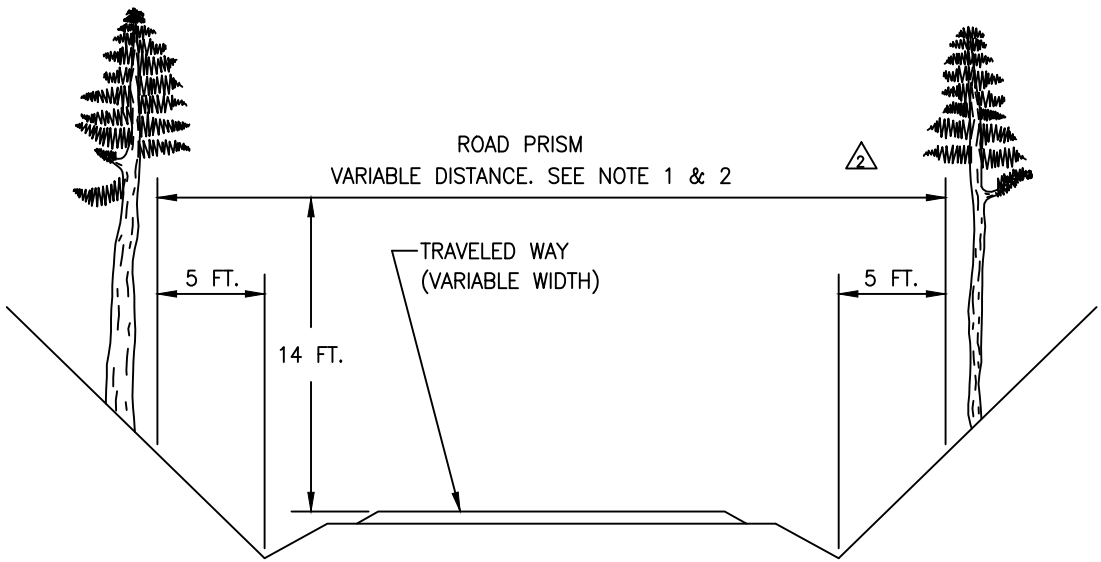 ROAD PRISM
VARIABLE DISTANCE. SEE NOTE 1 & 2
2
TRAVELED WAY
(VARIABLE WIDTH)
5 FT.
5 FT.
14 FT.